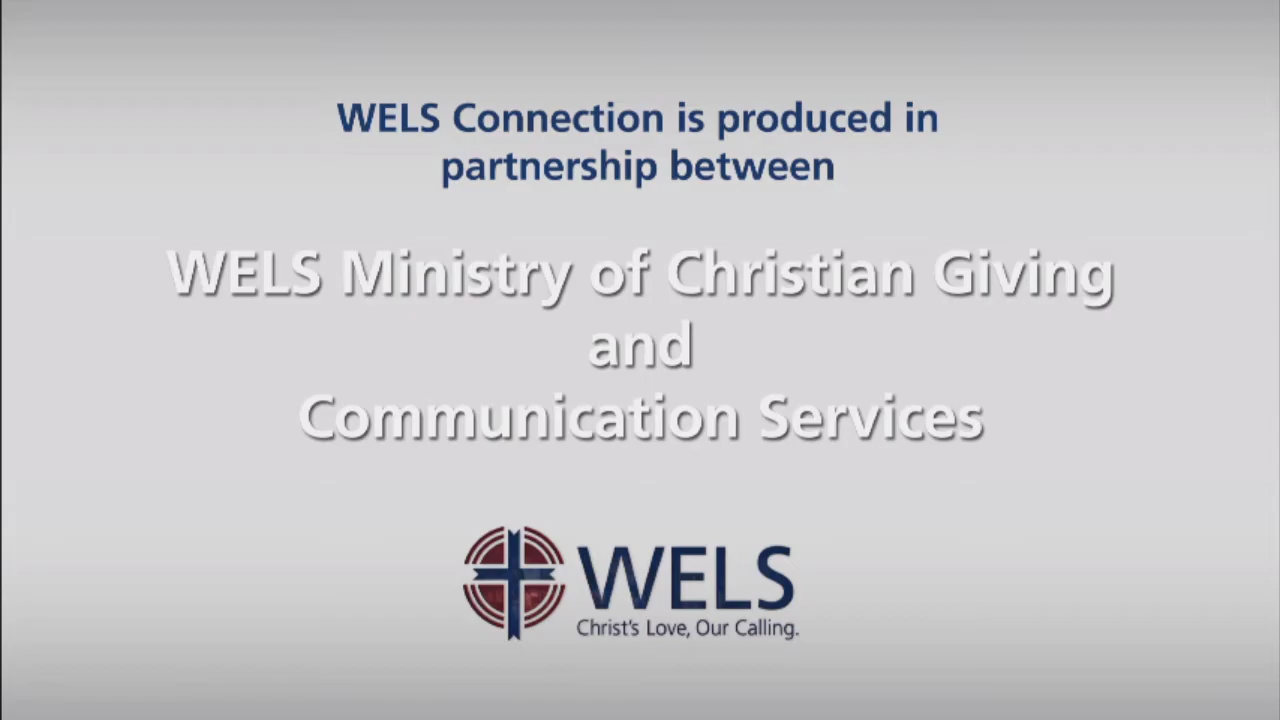 WELS Connection is produced in
partnership between
WELS Ministry of Christian Giving
and
Communication Services
WELS
Christ's Love, Our Calling.